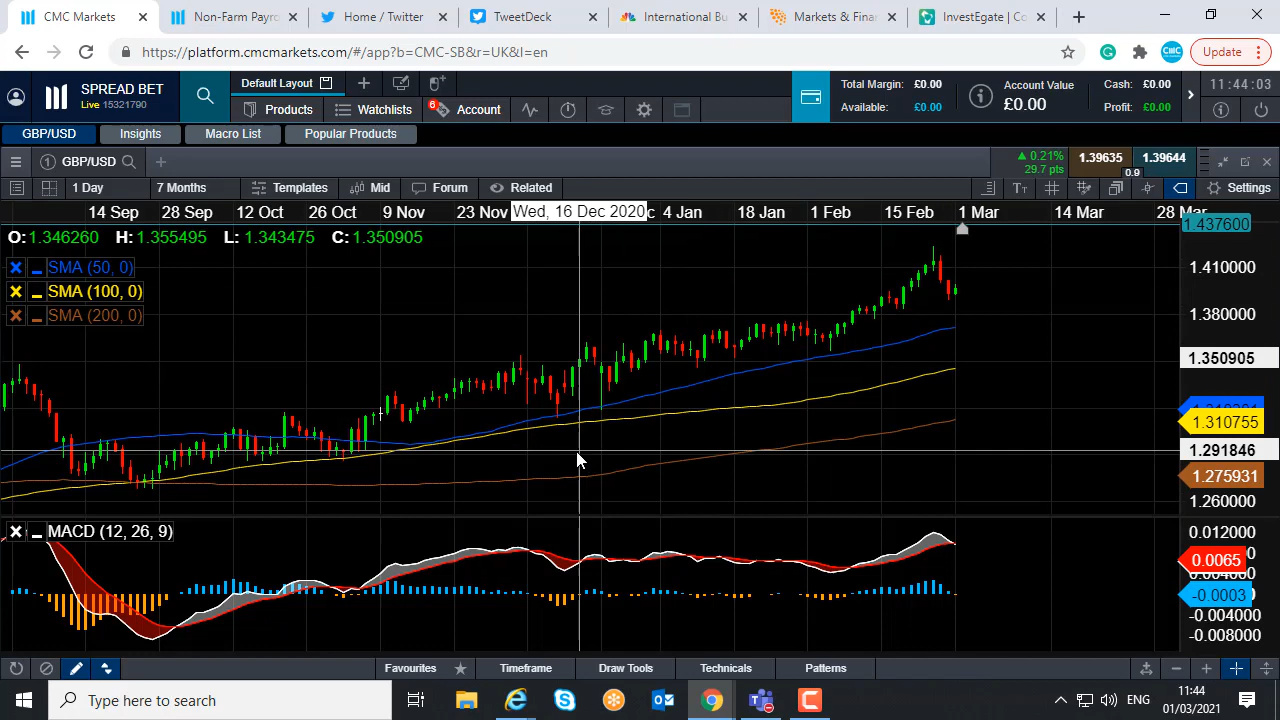 CMC Markets
Non-Farm Payro
Home / Twitter
TweetDeck
International Bu
Markets & Finan
InvestEgate | Co
https://platform.cmcmarkets.com/#/app?b=CMC-SB&r=UK&l=en
Update
SPREAD BET
Live 15321790
Default Layout
Products
Watchlists
6
Account
Total Margin: £0.00
Available: £0.00
Account Value
£0.00
Cash: £0.00
Profit: £0.00
11:44:03
GBP/USD
Insights
Macro List
Popular Products
1 GBP/USD
0.21%
29.7 pts
1.39635
0.9
1.39644
1 Day
7 Months
Templates
Mid
Forum
Related
Settings
14 Sep
28 Sep
12 Oct
26 Oct
9 Nov
23 Nov
Wed, 16 Dec 2020
4 Jan
18 Jan
1 Feb
15 Feb
1 Mar
14 Mar
28 Mar
1.437600
O:1.346260 H:1.355495 L:1.343475 C:1.350905
SMA (50, 0)
SMA (100, 0)
SMA (200, 0)
1.410000
1.380000
1.350905
1.310755
1.291846
1.275931
1.260000
MACD (12, 26, 9)
0.012000
0.0065
-0.0003
-0.004000
-0.008000
Favourites
Timeframe
Draw Tools
Technicals
Patterns
Type here to search
ENG
11:44
01/03/2021